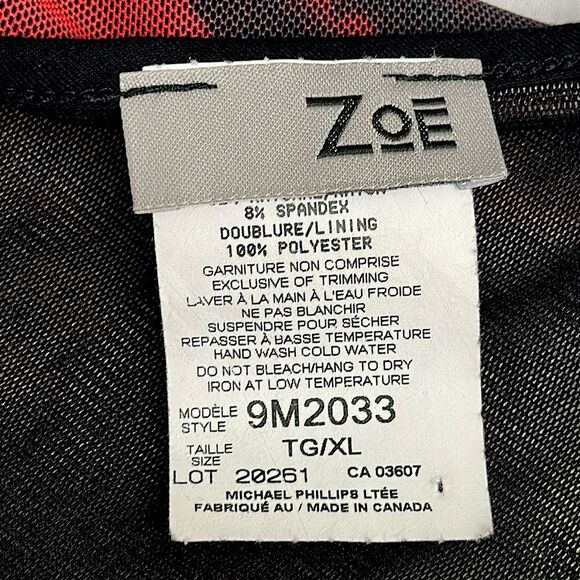 ZOE
8% SPANDEX
DOUBLURE/LINING
100% POLYESTER
GARNITURE NON COMPRISE
EXCLUSIVE OF TRIMMING
LAVER À LA MAIN À L'EAU FROIDE
NE PAS BLANCHIR
SUSPENDRE POUR SÉCHER
REPASSER À BASSE TEMPERATURE
HAND WASH COLD WATER
DO NOT BLEACH/HANG TO DRY
IRON AT LOW TEMPERATURE
MODÈLE
STYLE 9M2033
TAILLE
SIZE TG/XL
LOT 20261 CA 03607
MICHAEL PHILLIPS LTÉE
FABRIQUÉ AU / MADE IN CANADA